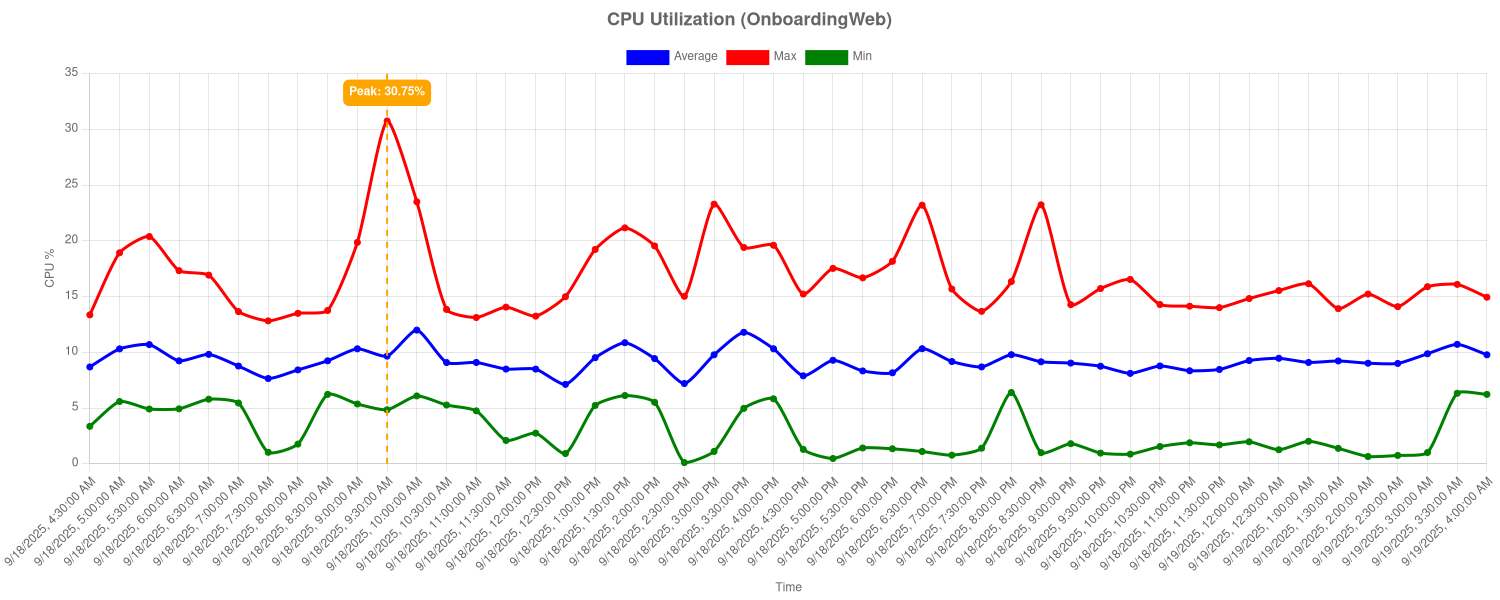 CPU Utilization (OnboardingWeb)
Average Max Min
Peak: 30.75%
35
30
25
20
15
10
5
0
CPU %
9/18/2025, 4:30:00 AM
9/18/2025, 5:00:00 AM
9/18/2025, 5:30:00 AM
9/18/2025, 6:00:00 AM
9/18/2025, 6:30:00 AM
9/18/2025, 7:00:00 AM
9/18/2025, 7:30:00 AM
9/18/2025, 8:00:00 AM
9/18/2025, 8:30:00 AM
9/18/2025, 9:00:00 AM
9/18/2025, 9:30:00 AM
9/18/2025, 10:00:00 AM
9/18/2025, 10:30:00 AM
9/18/2025, 11:00:00 AM
9/18/2025, 11:30:00 AM
9/18/2025, 12:00:00 PM
9/18/2025, 12:30:00 PM
9/18/2025, 1:00:00 PM
9/18/2025, 1:30:00 PM
9/18/2025, 2:00:00 PM
9/18/2025, 2:30:00 PM
9/18/2025, 3:00:00 PM
9/18/2025, 3:30:00 PM
9/18/2025, 4:00:00 PM
9/18/2025, 4:30:00 PM
9/18/2025, 5:00:00 PM
9/18/2025, 5:30:00 PM
9/18/2025, 6:00:00 PM
9/18/2025, 6:30:00 PM
9/18/2025, 7:00:00 PM
9/18/2025, 7:30:00 PM
9/18/2025, 8:00:00 PM
9/18/2025, 8:30:00 PM
9/18/2025, 9:00:00 PM
9/18/2025, 9:30:00 PM
9/18/2025, 10:00:00 PM
9/18/2025, 10:30:00 PM
9/18/2025, 11:00:00 PM
9/18/2025, 11:30:00 PM
9/19/2025, 12:00:00 AM
9/19/2025, 12:30:00 AM
9/19/2025, 1:00:00 AM
9/19/2025, 1:30:00 AM
9/19/2025, 2:00:00 AM
9/19/2025, 2:30:00 AM
9/19/2025, 3:00:00 AM
9/19/2025, 3:30:00 AM
9/19/2025, 4:00:00 AM
Time